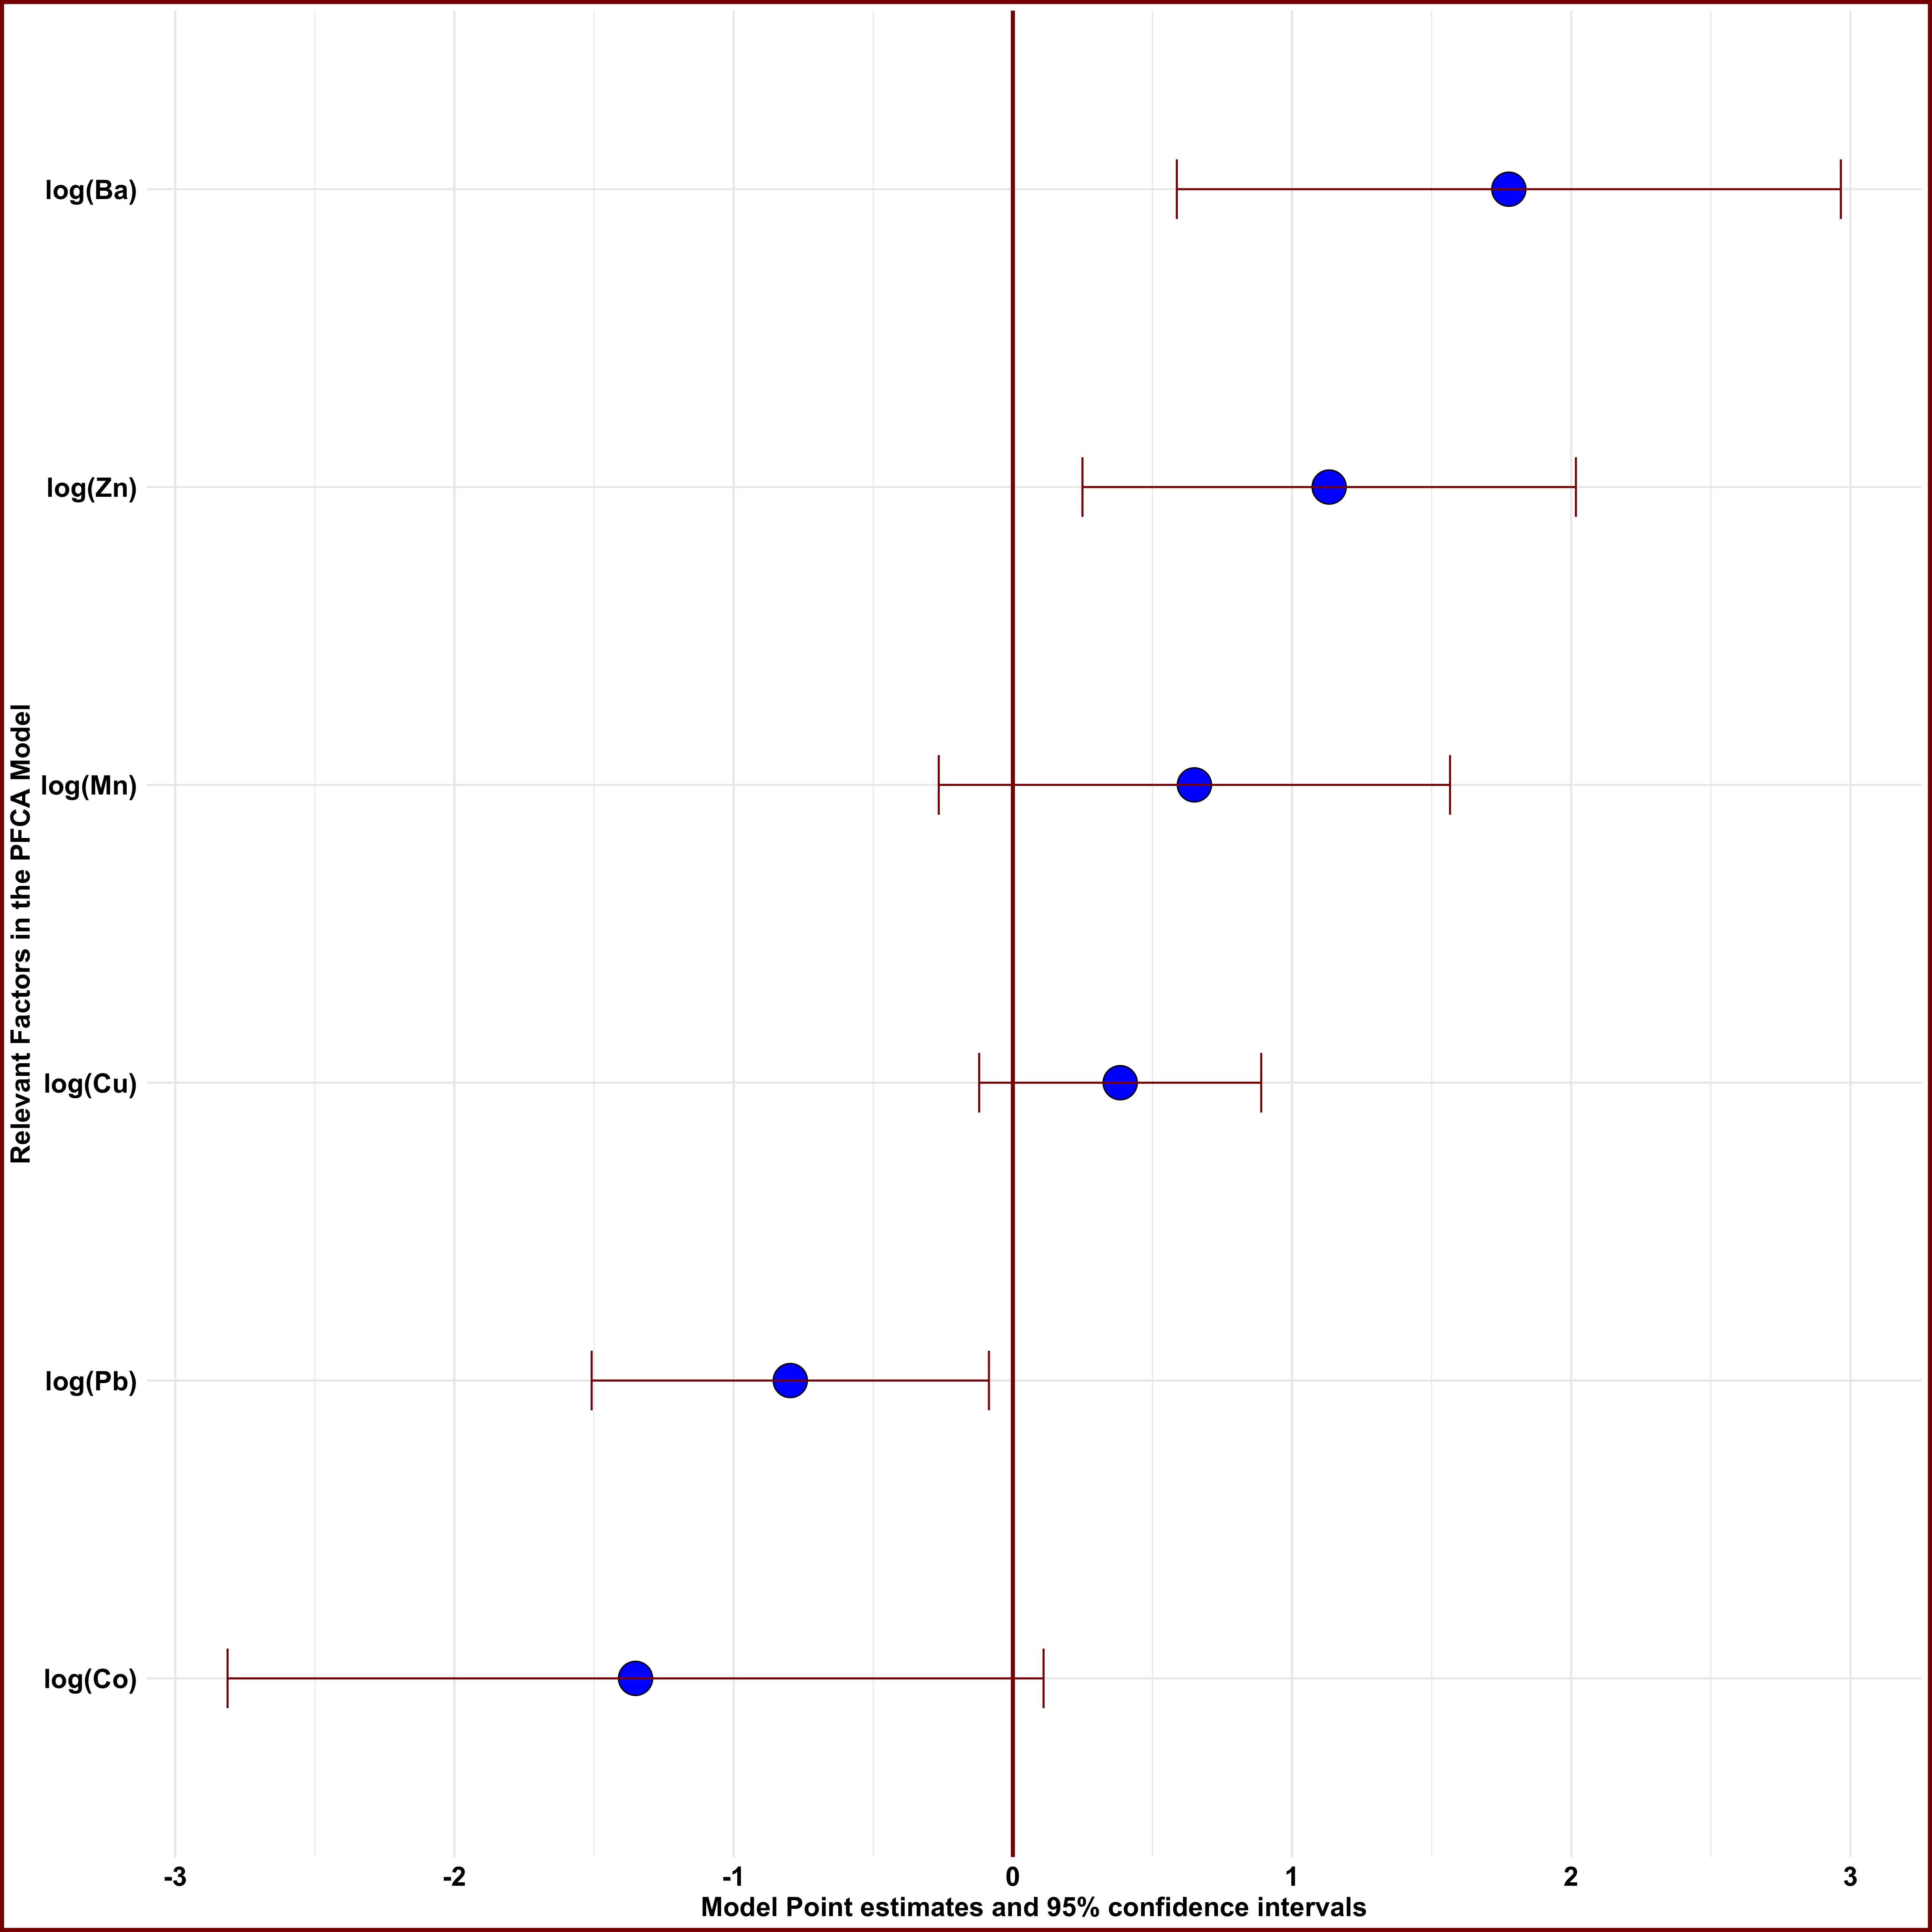 Relevant Factors in the PFCA Model
log(Ba)
log(Zn)
log(Mn)
log(Cu)
log(Pb)
log(Co)
-3 -2 -1 0 1 2 3
Model Point estimates and 95% confidence intervals